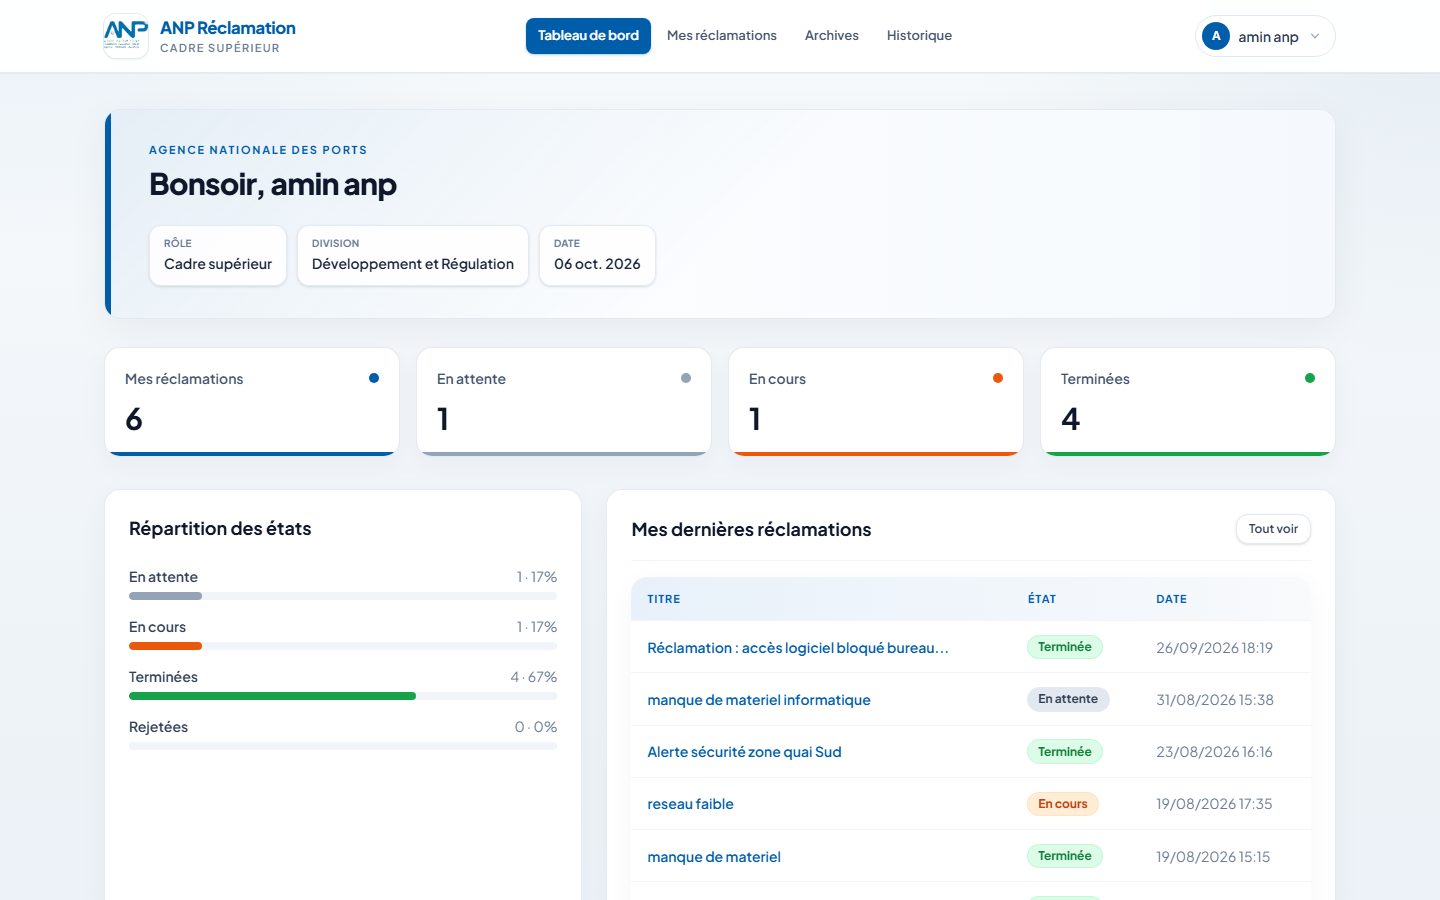 ANP
ANP Réclamation
CADRE SUPÉRIEUR
Tableau de bord
Mes réclamations
Archives
Historique
A
amin anp
AGENCE NATIONALE DES PORTS
Bonsoir, amin anp
RÔLE
Cadre supérieur
DIVISION
Développement et Régulation
DATE
06 oct. 2026
Mes réclamations
6
En attente
1
En cours
1
Terminées
4
Répartition des états
En attente
1 · 17%
En cours
1 · 17%
Terminées
4 · 67%
Rejetées
0 · 0%
Mes dernières réclamations
Tout voir
TITRE ÉTAT DATE
Réclamation : accès logiciel bloqué bureau... Terminée 26/09/2026 18:19
manque de materiel informatique En attente 31/08/2026 15:38
Alerte sécurité zone quai Sud Terminée 23/08/2026 16:16
reseau faible En cours 19/08/2026 17:35
manque de materiel Terminée 19/08/2026 15:15